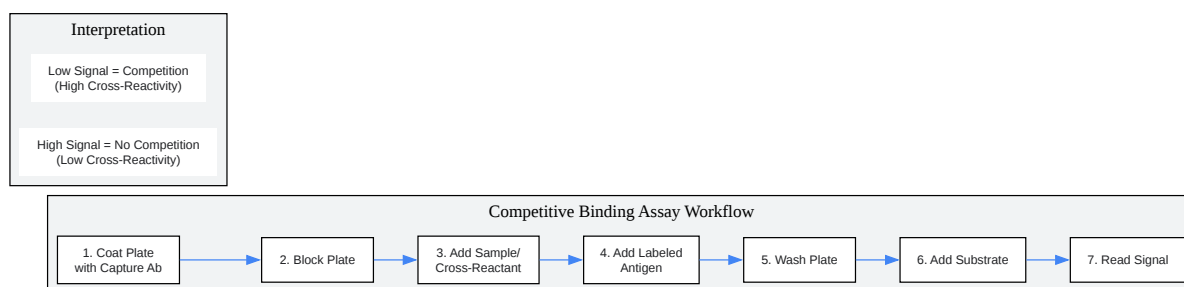 Interpretation
Low Signal = Competition
(High Cross-Reactivity)
High Signal = No Competition
(Low Cross-Reactivity)
Competitive Binding Assay Workflow
1. Coat Plate
with Capture Ab
2. Block Plate
3. Add Sample/
Cross-Reactant
4. Add Labeled
Antigen
5. Wash Plate
6. Add Substrate
7. Read Signal